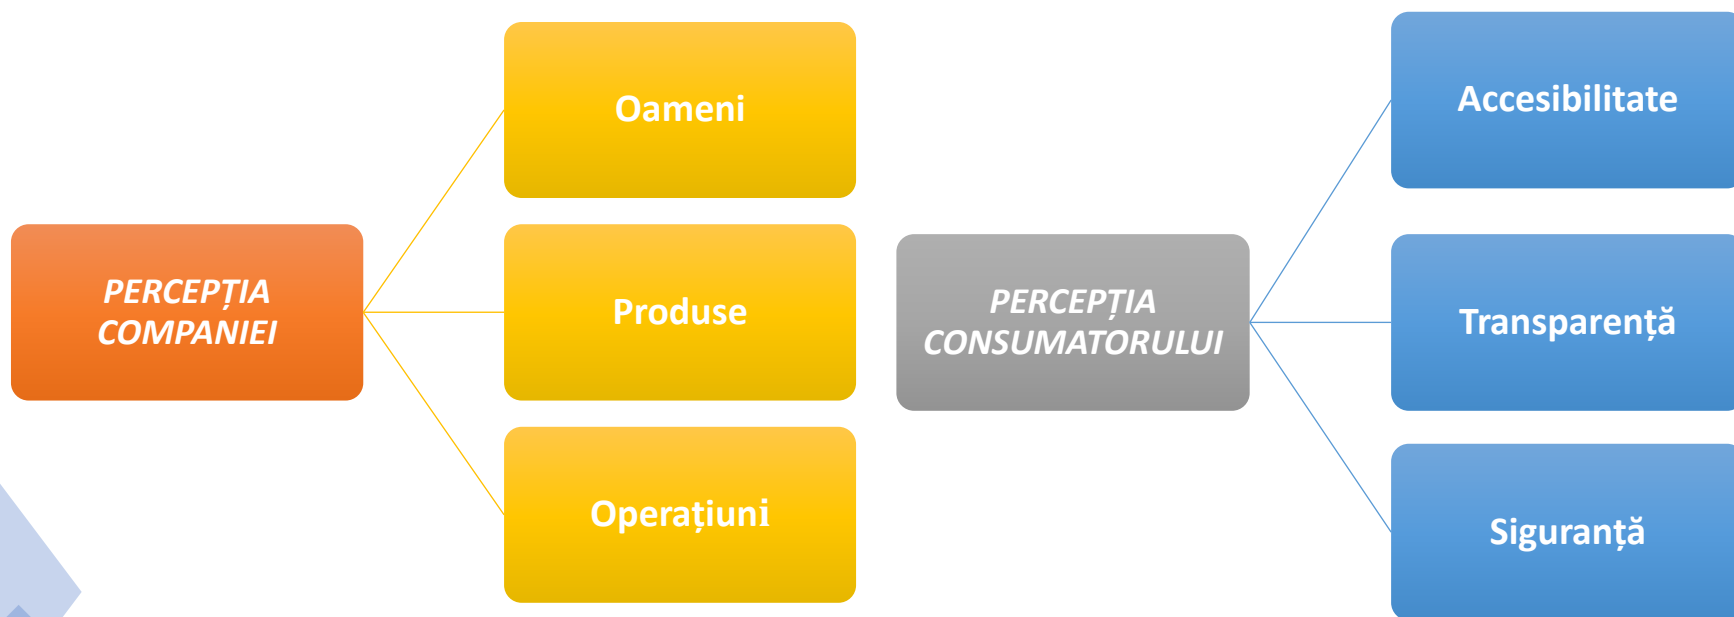 PERCEPȚIA
COMPANIEI
Oameni
Produse
Operațiuni
PERCEPȚIA
CONSUMATORULUI
Accesibilitate
Transparență
Siguranță